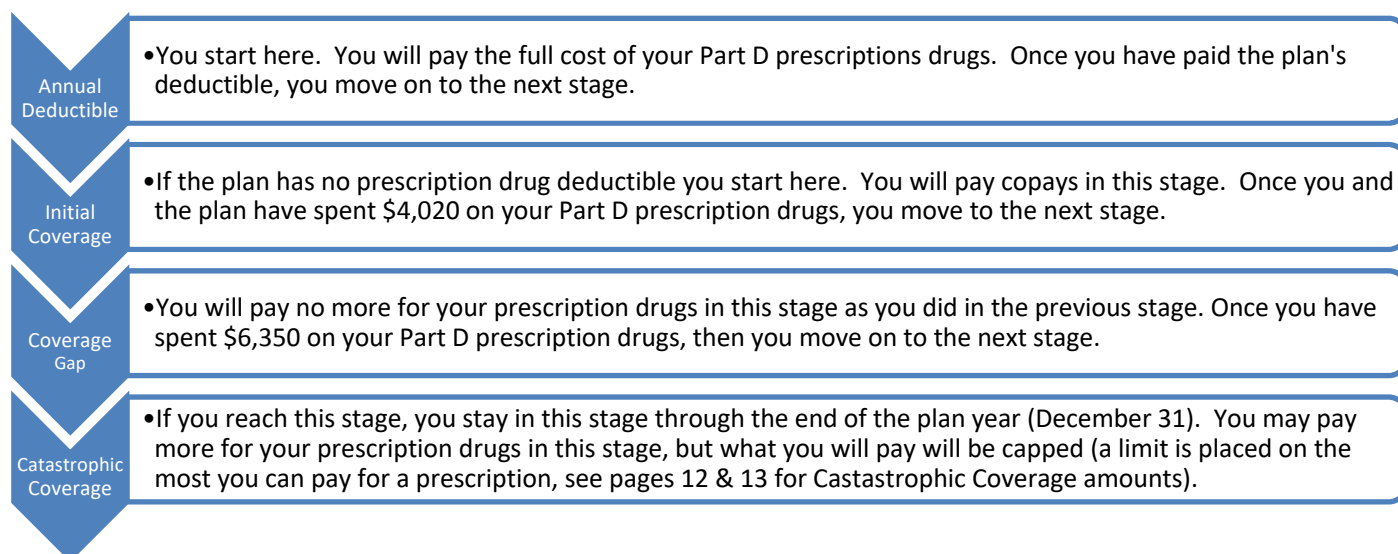 Annual
Deductible
•You start here.  You will pay the full cost of your Part D prescriptions drugs.  Once you have paid the plan's
deductible, you move on to the next stage.
Initial
Coverage
•If the plan has no prescription drug deductible you start here.  You will pay copays in this stage.  Once you and
the plan have spent $4,020 on your Part D prescription drugs, you move to the next stage.
Coverage
Gap
•You will pay no more for your prescription drugs in this stage as you did in the previous stage. Once you have
spent $6,350 on your Part D prescription drugs, then you move on to the next stage.
Catastrophic
Coverage
•If you reach this stage, you stay in this stage through the end of the plan year (December 31).  You may pay
more for your prescription drugs in this stage, but what you will pay will be capped (a limit is placed on the
most you can pay for a prescription, see pages 12 & 13 for Castastrophic Coverage amounts).